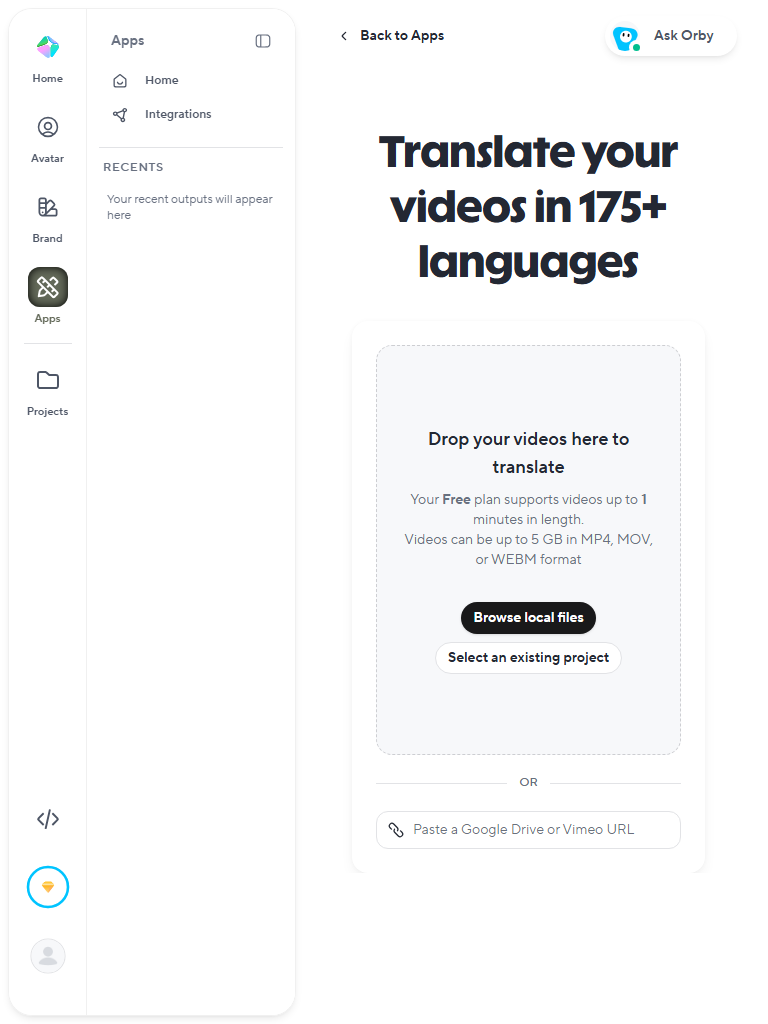 Home
Avatar
Brand
Apps
Projects
Apps
Home
Integrations
RECENTS
Your recent outputs will appear
here
Back to Apps
Ask Orby
Translate your
videos in 175+
languages
Drop your videos here to
translate
Your Free plan supports videos up to 1
minutes in length.
Videos can be up to 5 GB in MP4, MOV,
or WEBM format
Browse local files
Select an existing project
OR
Paste a Google Drive or Vimeo URL